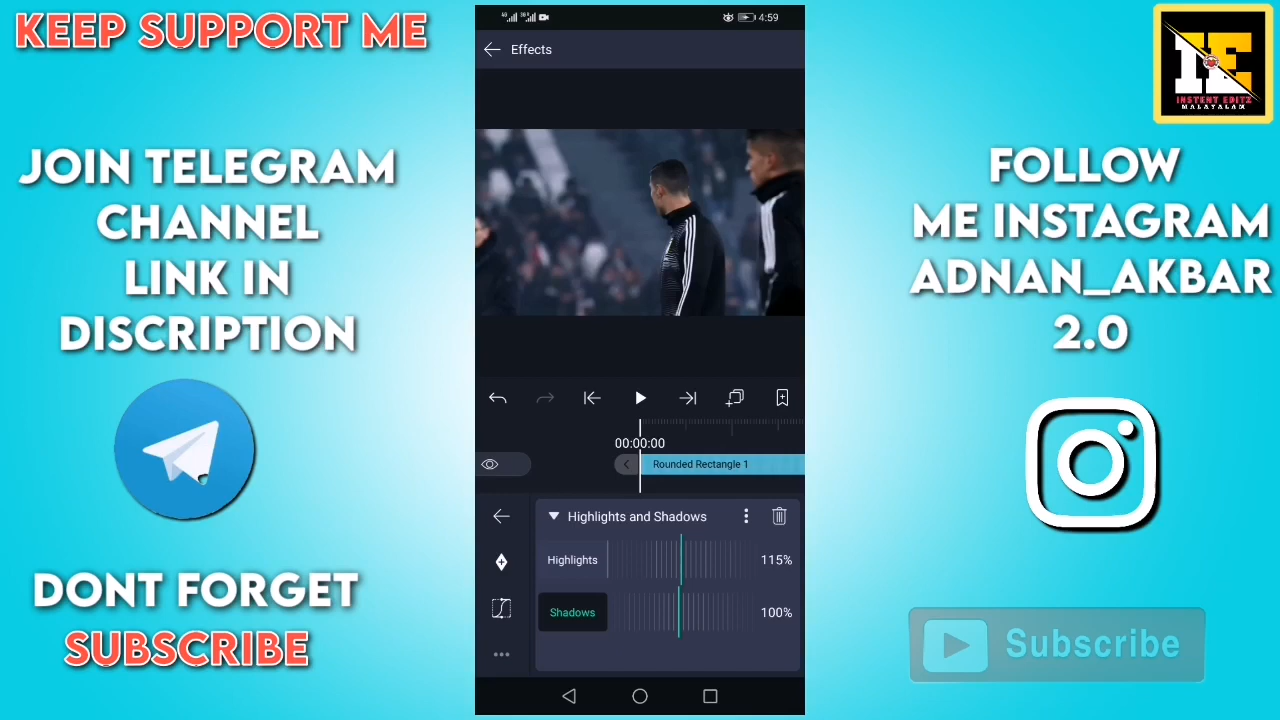 KEEP SUPPORT ME
JOIN TELEGRAM
CHANNEL
LINK IN
DISCRIPTION
DONT FORGET
SUBSCRIBE
4:59
Effects
00:00:00
Rounded Rectangle 1
Highlights and Shadows
Highlights
115%
Shadows
100%
IE
INSTENT EDITZ
MALAYALAM
FOLLOW
ME INSTAGRAM
ADNAN_AKBAR
2.0
Subscribe